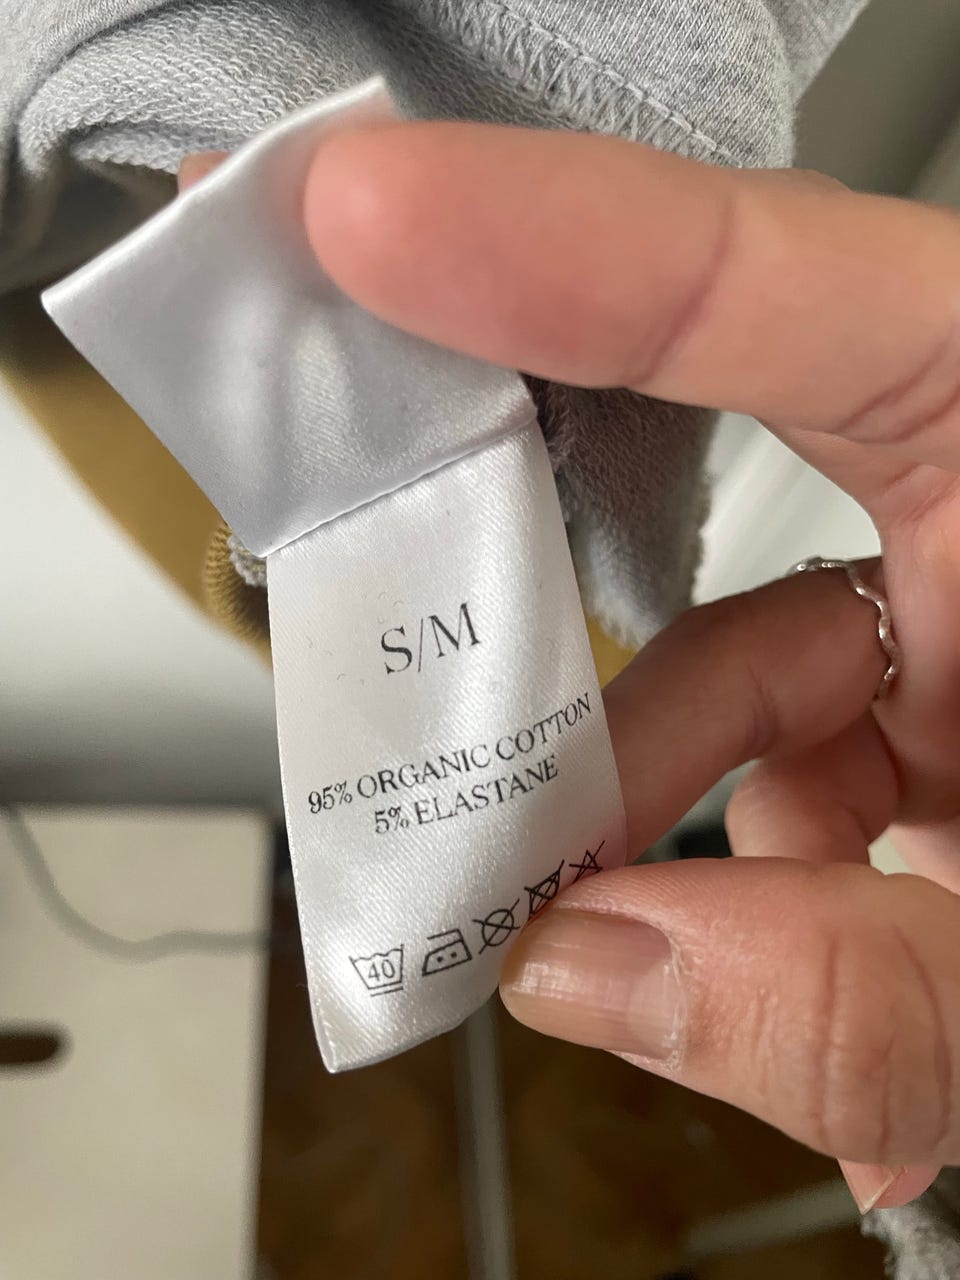 S/M
95% ORGANIC COTTON
5% ELASTANE
40